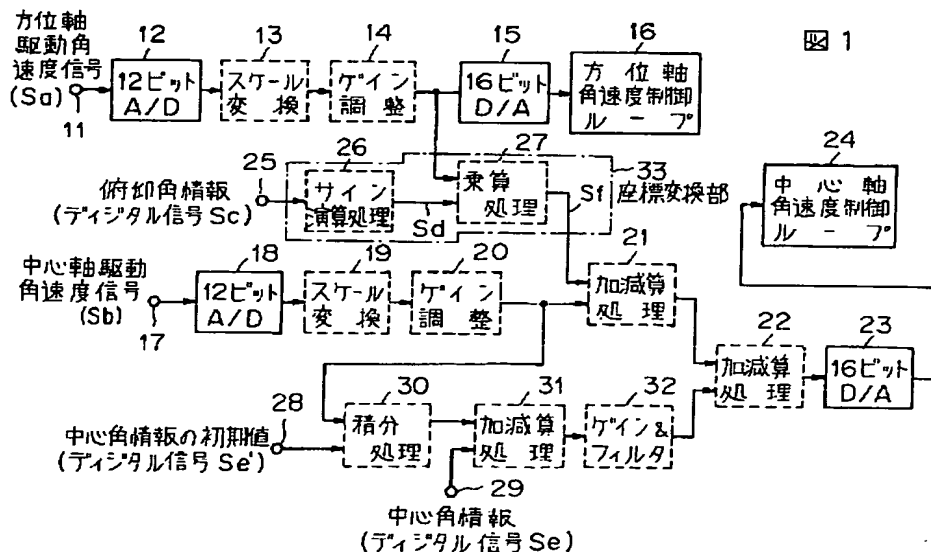 図 1
方位軸
駆動角
速度信号
(Sa)
11
12
12ビット
A/D
13
スケール
変換
14
ゲイン
調整
15
16ビット
D/A
16
方位軸
角速度制御
ループ
25
俯仰角情報
(ディジタル信号Sc)
26
サイン
演算処理
Sd
27
乗算
処理
Sf
33
座標変換部
24
中心軸
角速度制御
ループ
中心軸駆動
角速度信号
(Sb)
17
18
12ビット
A/D
19
スケール
変換
20
ゲイン
調整
21
加減算
処理
22
加減算
処理
23
16ビット
D/A
28
中心角情報の初期値
(ディジタル信号Se')
30
積分
処理
31
加減算
処理
32
ゲイン&
フィルタ
29
中心角情報
(ディジタル信号Se)